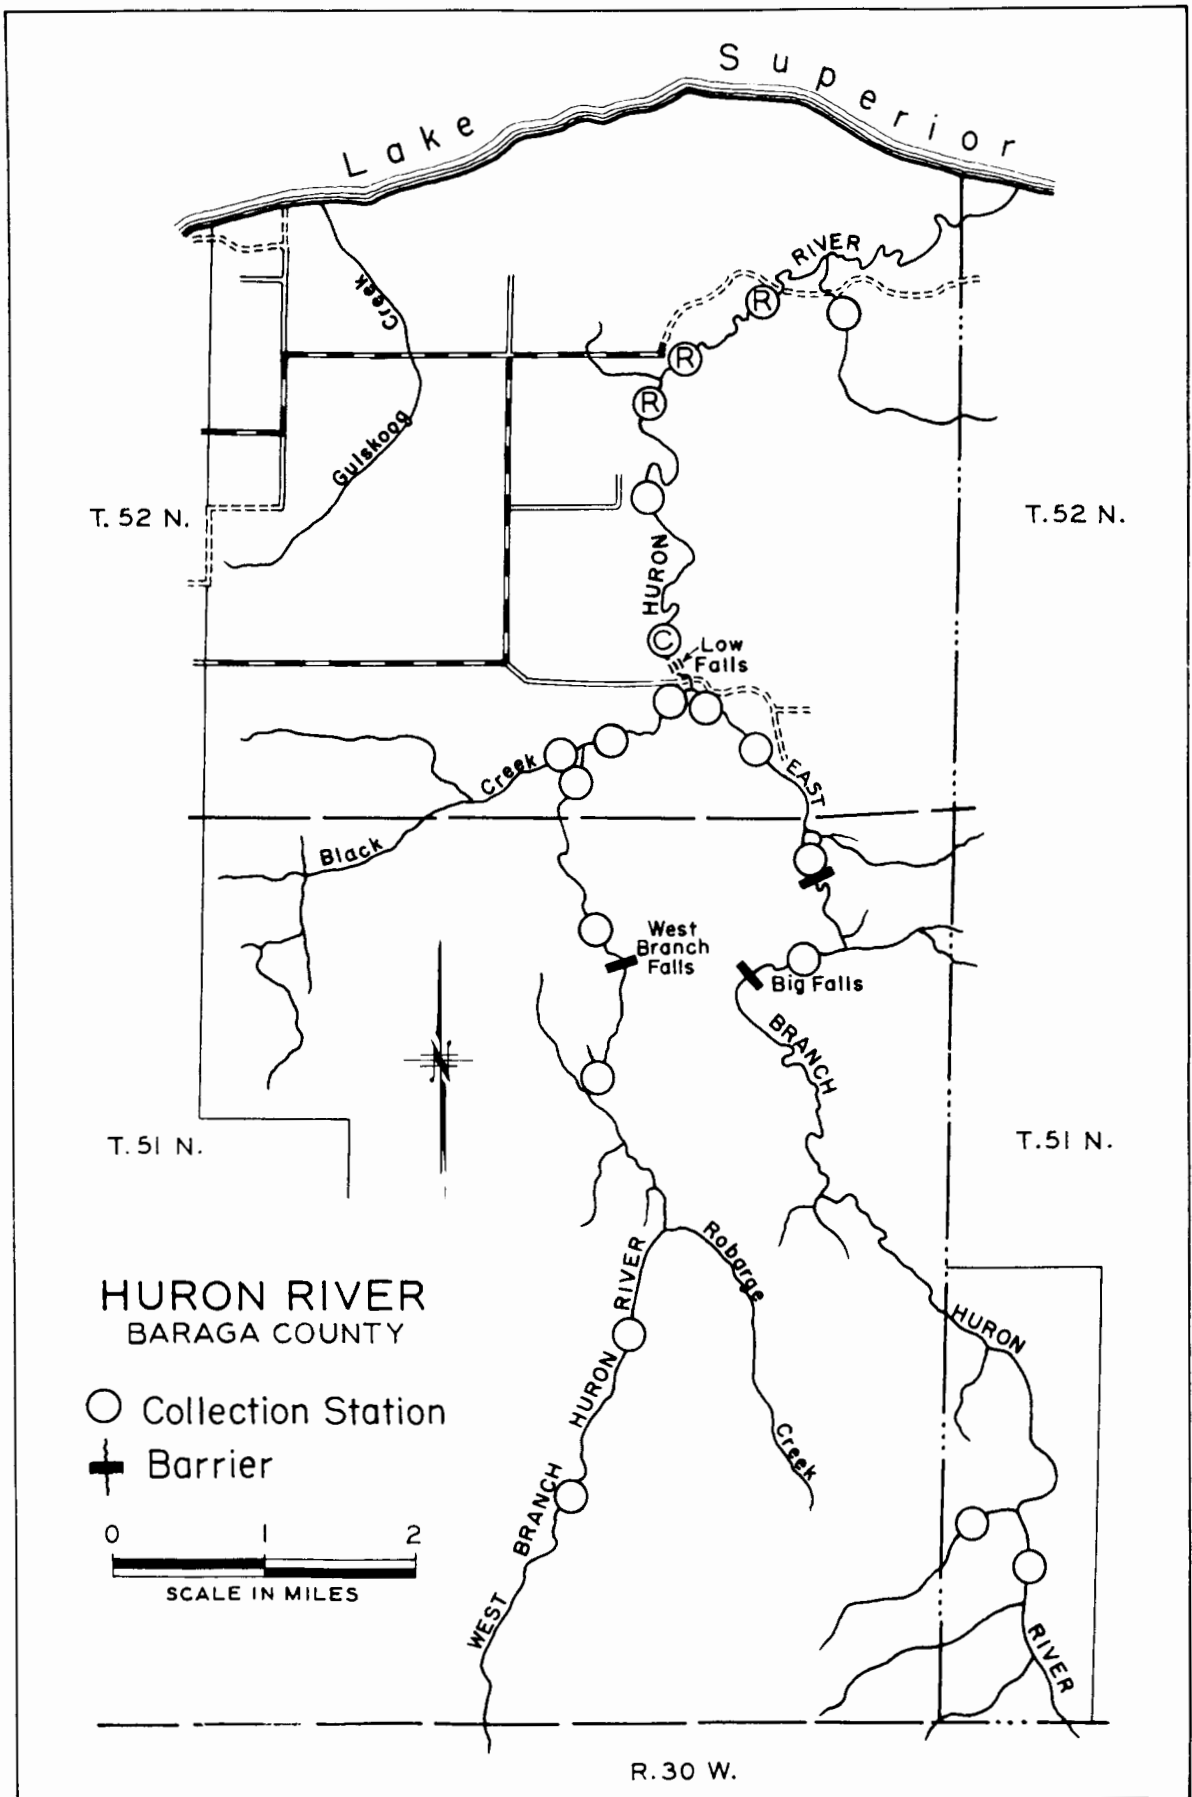 Lake Superior
RIVER
Creek
R
R
R
Gulskoog
T. 52 N.
T. 52 N.
HURON
C
Low
Falls
Creek
EAST
Black
West
Branch
Falls
Big Falls
BRANCH
N
T. 51 N.
T. 51 N.
Robarge
RIVER
HURON RIVER
BARAGA COUNTY
HURON
HURON
Collection Station
Creek
Barrier
BRANCH
0 1 2
SCALE IN MILES
WEST
RIVER
R. 30 W.